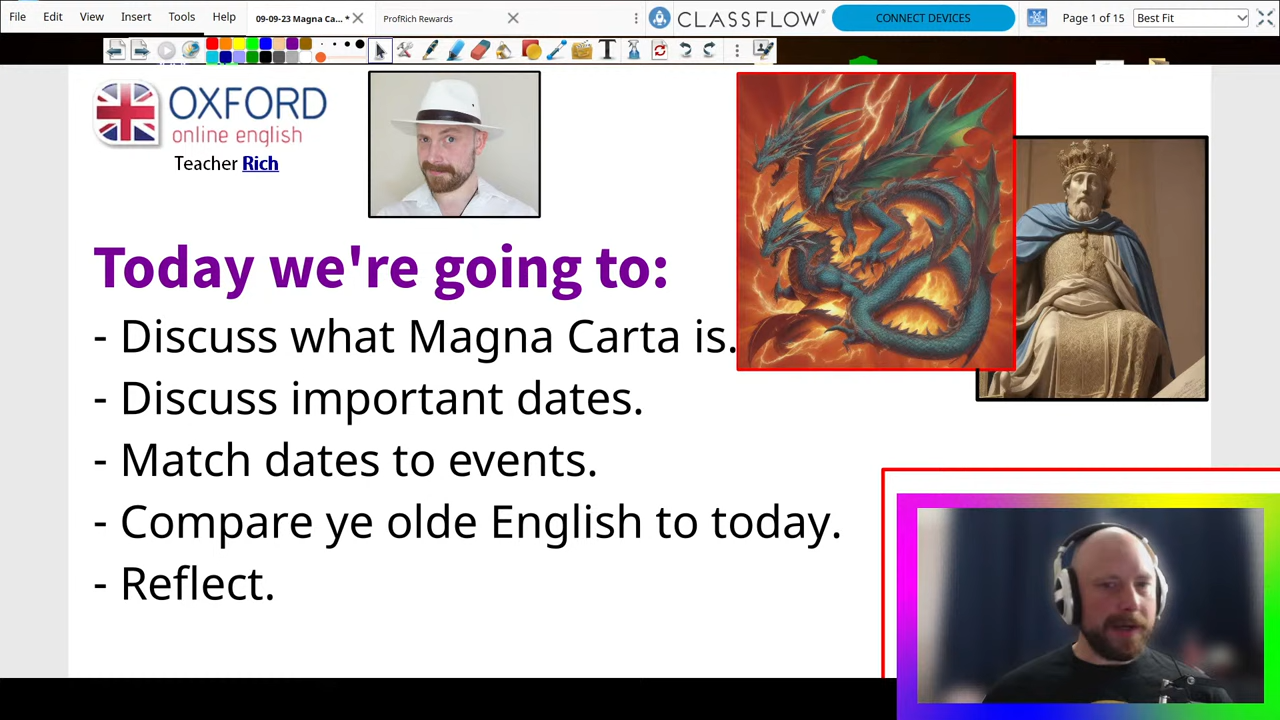 File Edit View Insert Tools Help
09-09-23 Magna Ca... *
ProfRich Rewards
CLASSFLOW
CONNECT DEVICES
Page 1 of 15
Best Fit
OXFORD
online english
Teacher Rich
Today we're going to:
- Discuss what Magna Carta is.
- Discuss important dates.
- Match dates to events.
- Compare ye olde English to today.
- Reflect.